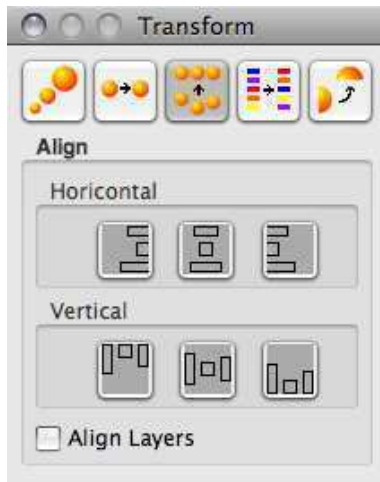 Transform
Align
Horicontal
Vertical
Align Layers